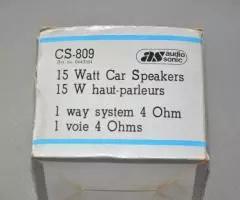 CS-809
as audio sonic
15 Watt Car Speakers
15 W haut-parleurs
1 way system 4 Ohm
1 voie 4 Ohms